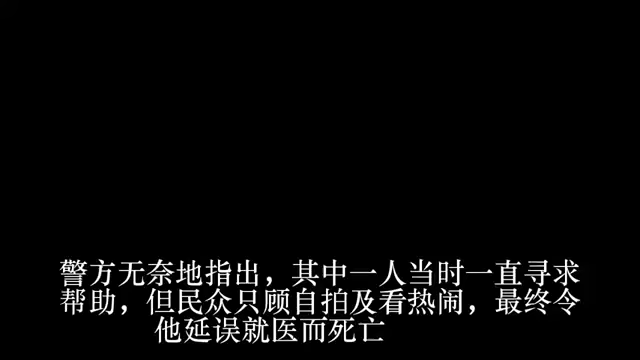 警方无奈地指出，其中一人当时一直寻求
帮助，但民众只顾自拍及看热闹，最终令
他延误就医而死亡